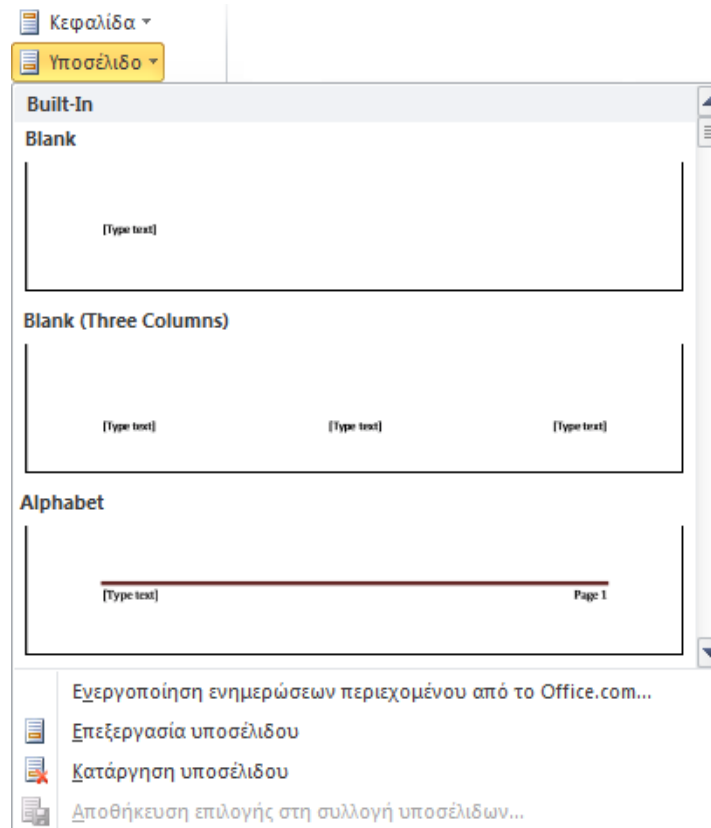 Κεφαλίδα
Υποσέλιδο
Built-In
Blank
[Type text]
Blank (Three Columns)
[Type text] [Type text] [Type text]
Alphabet
[Type text] Page 1
Ενεργοποίηση ενημερώσεων περιεχομένου από το Office.com...
Επεξεργασία υποσέλιδου
Κατάργηση υποσέλιδου
Αποθήκευση επιλογής στη συλλογή υποσέλιδων...